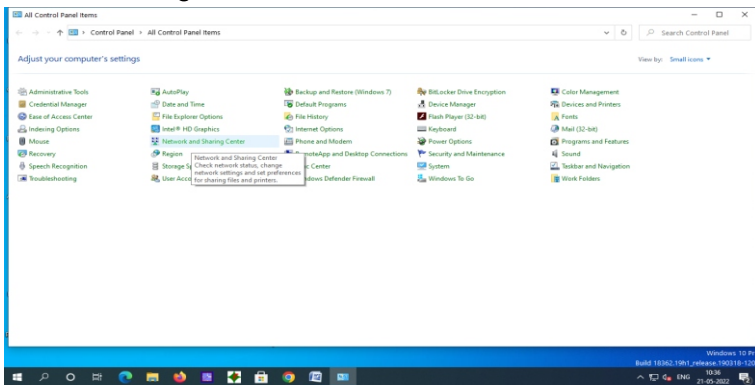 All Control Panel Items
Control Panel > All Control Panel Items
Search Control Panel
Adjust your computer's settings
View by: Small icons
Administrative Tools
AutoPlay
Backup and Restore (Windows 7)
BitLocker Drive Encryption
Color Management
Credential Manager
Date and Time
Default Programs
Device Manager
Devices and Printers
Ease of Access Center
File Explorer Options
File History
Flash Player (32-bit)
Fonts
Indexing Options
Intel® HD Graphics
Internet Options
Keyboard
Mail (32-bit)
Mouse
Network and Sharing Center
Phone and Modem
Power Options
Programs and Features
Recovery
Region
RemoteApp and Desktop Connections
Security and Maintenance
Sound
Speech Recognition
Storage
Center
System
Taskbar and Navigation
Troubleshooting
User Acco
ndows Defender Firewall
Windows To Go
Work Folders
Network and Sharing Center
Check network status, change
network settings and set preferences
for sharing files and printers.
Windows 10 Pr
Build 18362.19h1_release.190318-120
ENG
10:36
21-05-2022